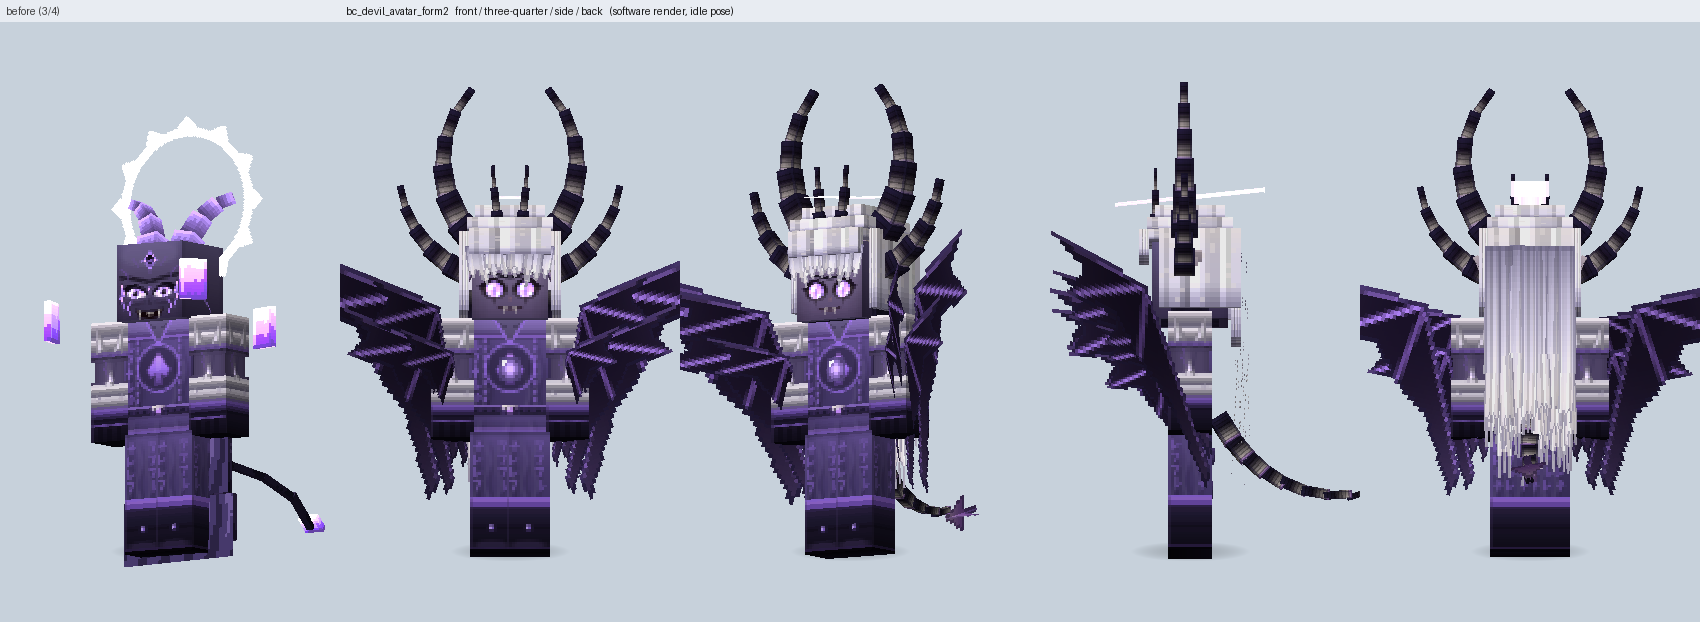 before (3/4)
bc_devil_avatar_form2 front / three-quarter / side / back (software render, idle pose)